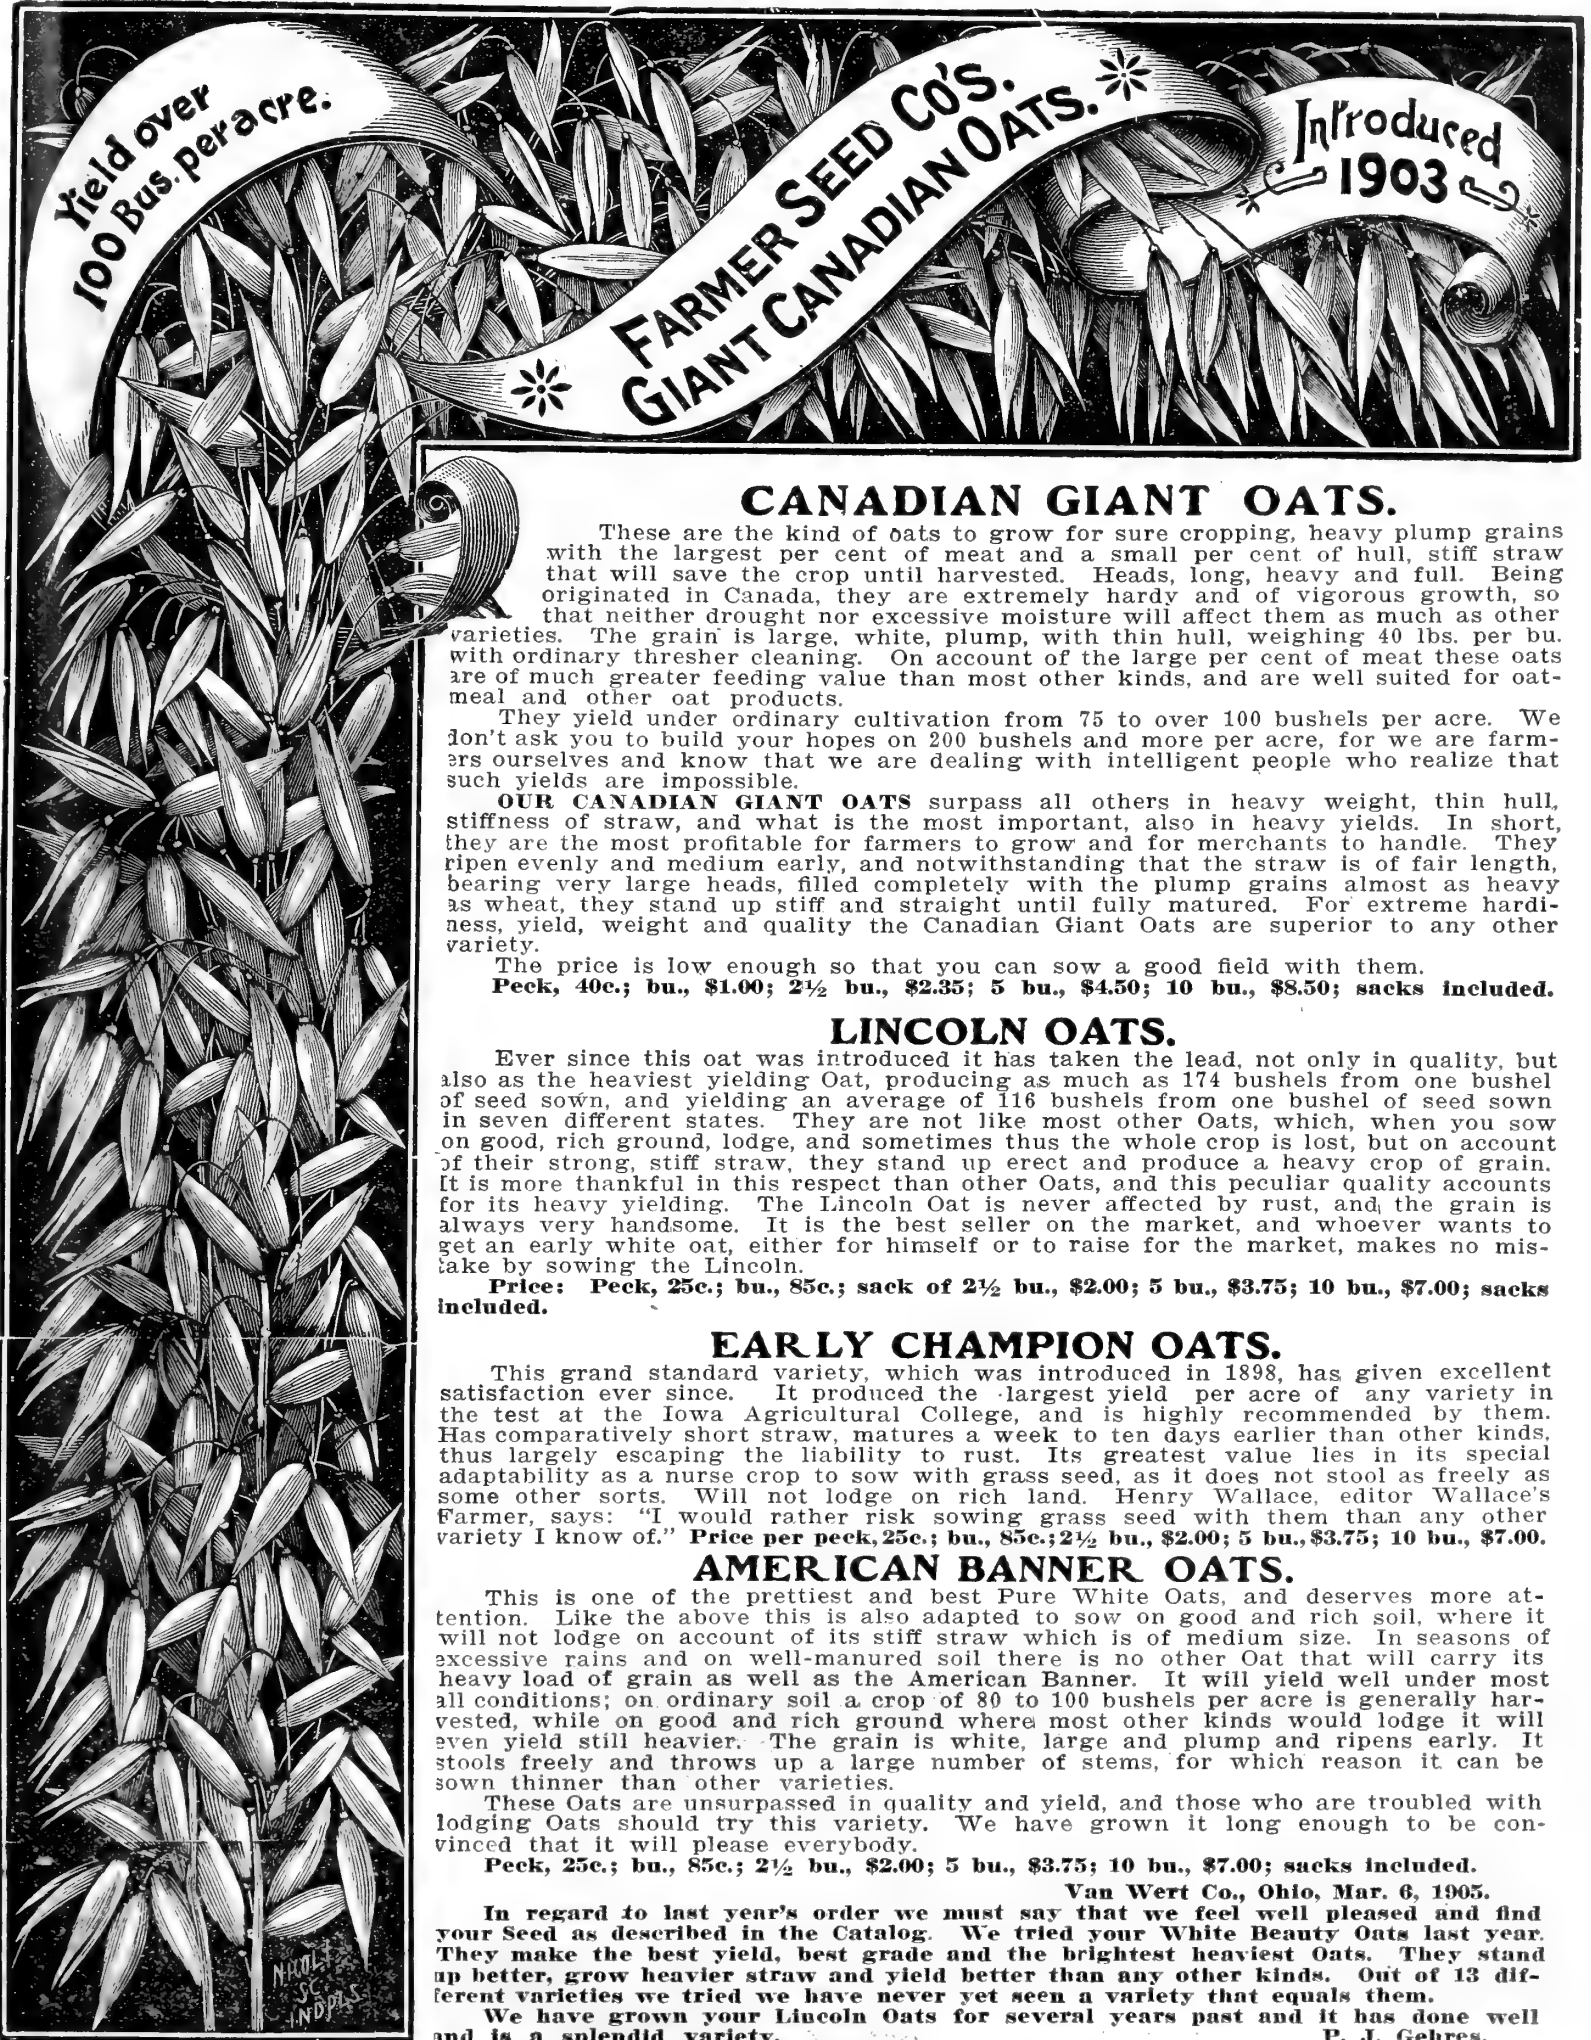 Yield over
100 Bus. per acre.
FARMER SEED CO'S.
GIANT CANADIAN OATS.
Introduced
1903
CANADIAN GIANT OATS.
These are the kind of oats to grow for sure cropping, heavy plump grains
with the largest per cent of meat and a small per cent of hull, stiff straw
that will save the crop until harvested. Heads, long, heavy and full. Being
originated in Canada, they are extremely hardy and of vigorous growth, so
that neither drought nor excessive moisture will affect them as much as other
varieties. The grain is large, white, plump, with thin hull, weighing 40 lbs. per bu.
with ordinary thresher cleaning. On account of the large per cent of meat these oats
are of much greater feeding value than most other kinds, and are well suited for oat-
meal and other oat products.
They yield under ordinary cultivation from 75 to over 100 bushels per acre. We
don't ask you to build your hopes on 200 bushels and more per acre, for we are farm-
ers ourselves and know that we are dealing with intelligent people who realize that
such yields are impossible.
OUR CANADIAN GIANT OATS surpass all others in heavy weight, thin hull,
stiffness of straw, and what is the most important, also in heavy yields. In short,
they are the most profitable for farmers to grow and for merchants to handle. They
ripen evenly and medium early, and notwithstanding that the straw is of fair length,
bearing very large heads, filled completely with the plump grains almost as heavy
as wheat, they stand up stiff and straight until fully matured. For extreme hardi-
ness, yield, weight and quality the Canadian Giant Oats are superior to any other
variety.
The price is low enough so that you can sow a good field with them.
Peck, 40c.; bu., $1.00; 2½ bu., $2.35; 5 bu., $4.50; 10 bu., $8.50; sacks included.
LINCOLN OATS.
Ever since this oat was introduced it has taken the lead, not only in quality, but
also as the heaviest yielding Oat, producing as much as 174 bushels from one bushel
of seed sown, and yielding an average of 116 bushels from one bushel of seed sown
in seven different states. They are not like most other Oats, which, when you sow
on good, rich ground, lodge, and sometimes thus the whole crop is lost, but on account
of their strong, stiff straw, they stand up erect and produce a heavy crop of grain.
It is more thankful in this respect than other Oats, and this peculiar quality accounts
for its heavy yielding. The Lincoln Oat is never affected by rust, and the grain is
always very handsome. It is the best seller on the market, and whoever wants to
get an early white oat, either for himself or to raise for the market, makes no mis-
take by sowing the Lincoln.
Price: Peck, 25c.; bu., 85c.; sack of 2½ bu., $2.00; 5 bu., $3.75; 10 bu., $7.00; sacks
included.
EARLY CHAMPION OATS.
This grand standard variety, which was introduced in 1898, has given excellent
satisfaction ever since. It produced the largest yield per acre of any variety in
the test at the Iowa Agricultural College, and is highly recommended by them.
Has comparatively short straw, matures a week to ten days earlier than other kinds,
thus largely escaping the liability to rust. Its greatest value lies in its special
adaptability as a nurse crop to sow with grass seed, as it does not stool as freely as
some other sorts. Will not lodge on rich land. Henry Wallace, editor Wallace's
Farmer, says: "I would rather risk sowing grass seed with them than any other
variety I know of." Price per peck, 25c.; bu., 85c.; 2½ bu., $2.00; 5 bu., $3.75; 10 bu., $7.00.
AMERICAN BANNER OATS.
This is one of the prettiest and best Pure White Oats, and deserves more at-
tention. Like the above this is also adapted to sow on good and rich soil, where it
will not lodge on account of its stiff straw which is of medium size. In seasons of
excessive rains and on well-manured soil there is no other Oat that will carry its
heavy load of grain as well as the American Banner. It will yield well under most
all conditions; on ordinary soil a crop of 80 to 100 bushels per acre is generally har-
vested, while on good and rich ground where most other kinds would lodge it will
even yield still heavier. The grain is white, large and plump and ripens early. It
stools freely and throws up a large number of stems, for which reason it can be
sown thinner than other varieties.
These Oats are unsurpassed in quality and yield, and those who are troubled with
lodging Oats should try this variety. We have grown it long enough to be con-
vinced that it will please everybody.
Peck, 25c.; bu., 85c.; 2½ bu., $2.00; 5 bu., $3.75; 10 bu., $7.00; sacks included.
Van Wert Co., Ohio, Mar. 6, 1905.
In regard to last year's order we must say that we feel well pleased and find
your Seed as described in the Catalog. We tried your White Beauty Oats last year.
They make the best yield, best grade and the brightest heaviest Oats. They stand
up better, grow heavier straw and yield better than any other kinds. Out of 13 dif-
ferent varieties we tried we have never yet seen a variety that equals them.
We have grown your Lincoln Oats for several years past and it has done well
and is a splendid variety. P. J. Gehres.
SC
INDPLS